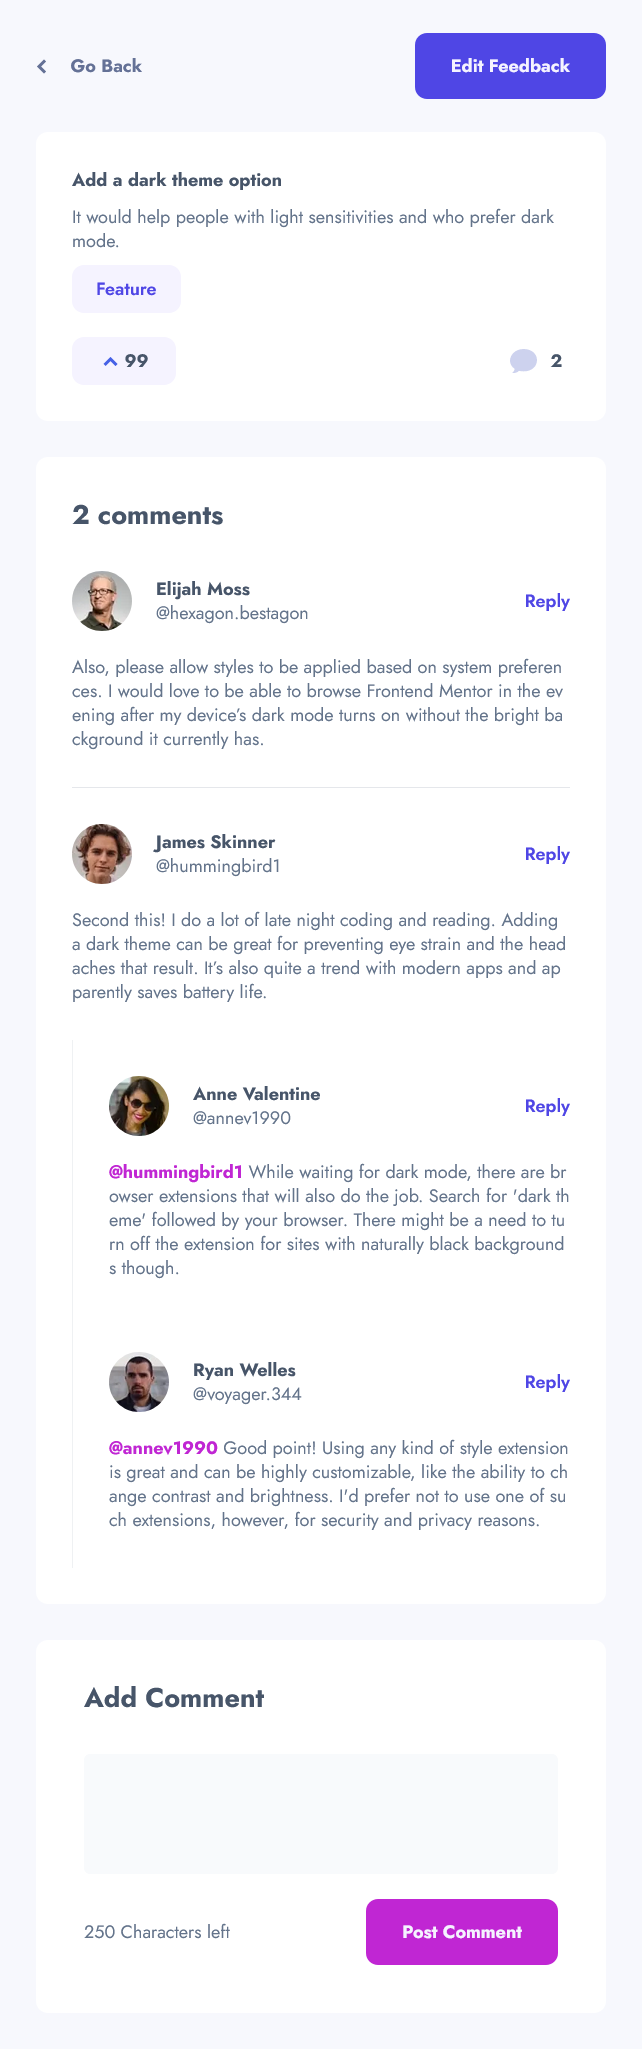 Go Back
Edit Feedback
Add a dark theme option
It would help people with light sensitivities and who prefer dark
mode.
Feature
99
2
2 comments
Elijah Moss
@hexagon.bestagon
Reply
Also, please allow styles to be applied based on system preferen
ces. I would love to be able to browse Frontend Mentor in the ev
ening after my device’s dark mode turns on without the bright ba
ckground it currently has.
James Skinner
@hummingbird1
Reply
Second this! I do a lot of late night coding and reading. Adding
a dark theme can be great for preventing eye strain and the head
aches that result. It’s also quite a trend with modern apps and ap
parently saves battery life.
Anne Valentine
@annev1990
Reply
@hummingbird1 While waiting for dark mode, there are br
owser extensions that will also do the job. Search for 'dark th
eme' followed by your browser. There might be a need to tu
rn off the extension for sites with naturally black background
s though.
Ryan Welles
@voyager.344
Reply
@annev1990 Good point! Using any kind of style extension
is great and can be highly customizable, like the ability to ch
ange contrast and brightness. I'd prefer not to use one of su
ch extensions, however, for security and privacy reasons.
Add Comment
250 Characters left
Post Comment